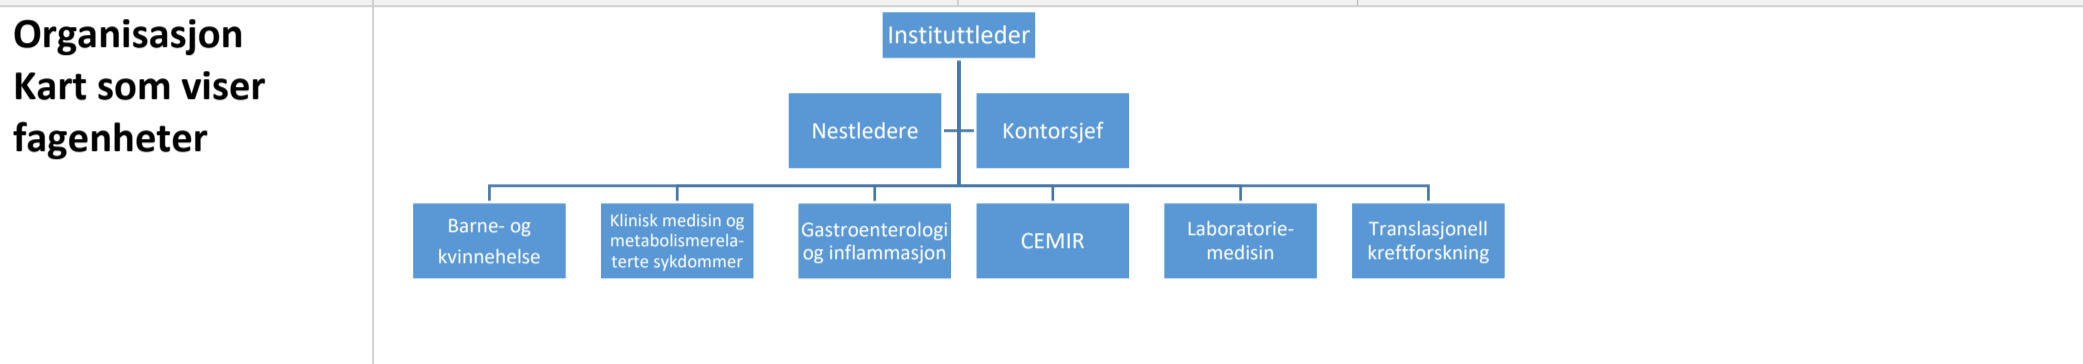 Organisasjon
Kart som viser
fagenheter
Instituttleder
Nestledere
Kontorsjef
Barne- og
kvinnehelse
Klinisk medisin og
metabolismerela-
terte sykdommer
Gastroenterologi
og inflammasjon
CEMIR
Laboratorie-
medisin
Translasjonell
kreftforskning